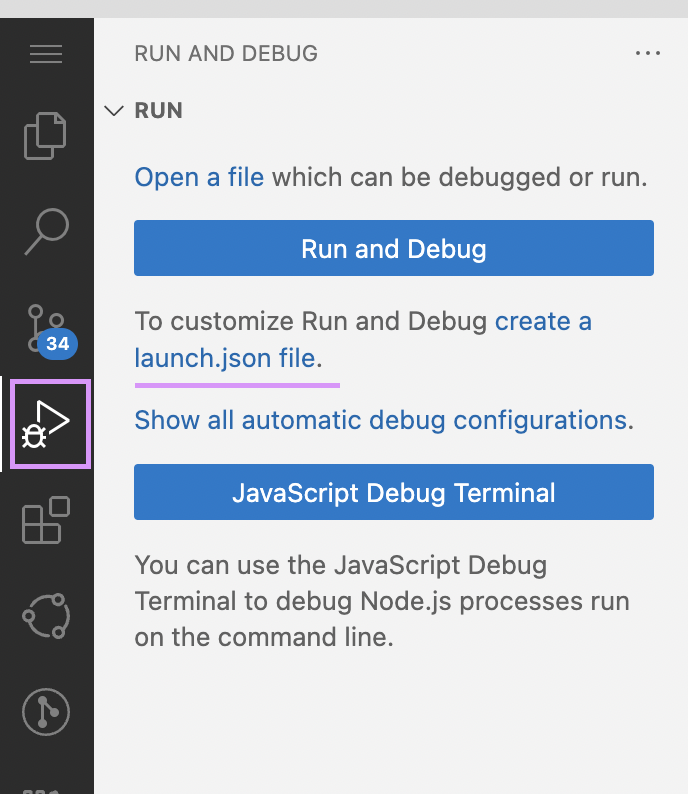 RUN AND DEBUG
RUN
Open a file which can be debugged or run.
Run and Debug
To customize Run and Debug create a
launch.json file.
34
Show all automatic debug configurations.
JavaScript Debug Terminal
You can use the JavaScript Debug
Terminal to debug Node.js processes run
on the command line.